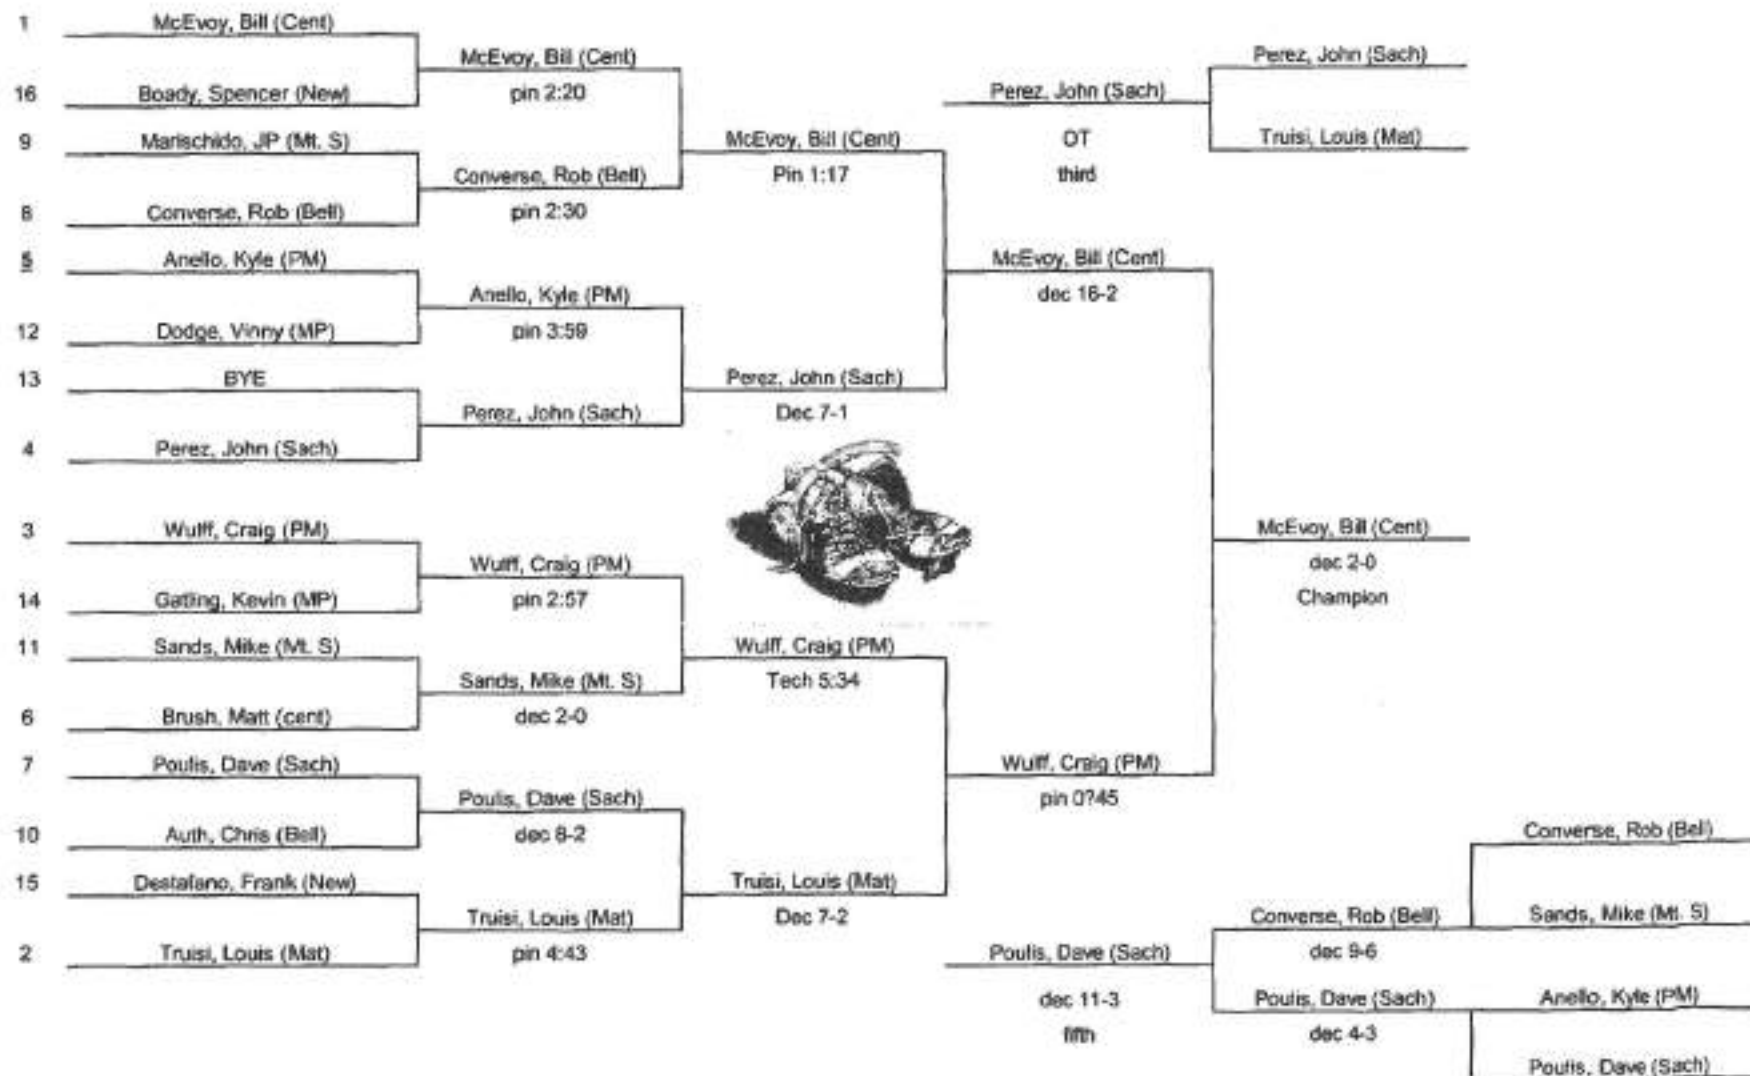 1 McEvoy, Bill (Cent)
McEvoy, Bill (Cent)
Perez, John (Sach)
16 Boady, Spencer (New)
pin 2:20
Perez, John (Sach)
9 Marischido, JP (Mt. S)
McEvoy, Bill (Cent)
OT
Truisi, Louis (Mat)
Converse, Rob (Bell)
Pin 1:17
third
8 Converse, Rob (Bell)
pin 2:30
5 Anello, Kyle (PM)
McEvoy, Bill (Cent)
Anello, Kyle (PM)
dec 16-2
12 Dodge, Vinny (MP)
pin 3:59
13 BYE
Perez, John (Sach)
Perez, John (Sach)
Dec 7-1
4 Perez, John (Sach)
3 Wulff, Craig (PM)
McEvoy, Bill (Cent)
Wulff, Craig (PM)
dec 2-0
14 Gatling, Kevin (MP)
pin 2:57
Champion
11 Sands, Mike (Mt. S)
Wulff, Craig (PM)
Sands, Mike (Mt. S)
Tech 5:34
6 Brush, Matt (cent)
dec 2-0
7 Poulis, Dave (Sach)
Wulff, Craig (PM)
Poulis, Dave (Sach)
pin 0?45
10 Auth, Chris (Bell)
dec 8-2
Converse, Rob (Bell)
15 Destafano, Frank (New)
Truisi, Louis (Mat)
Truisi, Louis (Mat)
Dec 7-2
Converse, Rob (Bell)
Sands, Mike (Mt. S)
2 Truisi, Louis (Mat)
pin 4:43
Poulis, Dave (Sach)
dec 9-6
dec 11-3
Poulis, Dave (Sach)
Anello, Kyle (PM)
fifth
dec 4-3
Poulis, Dave (Sach)